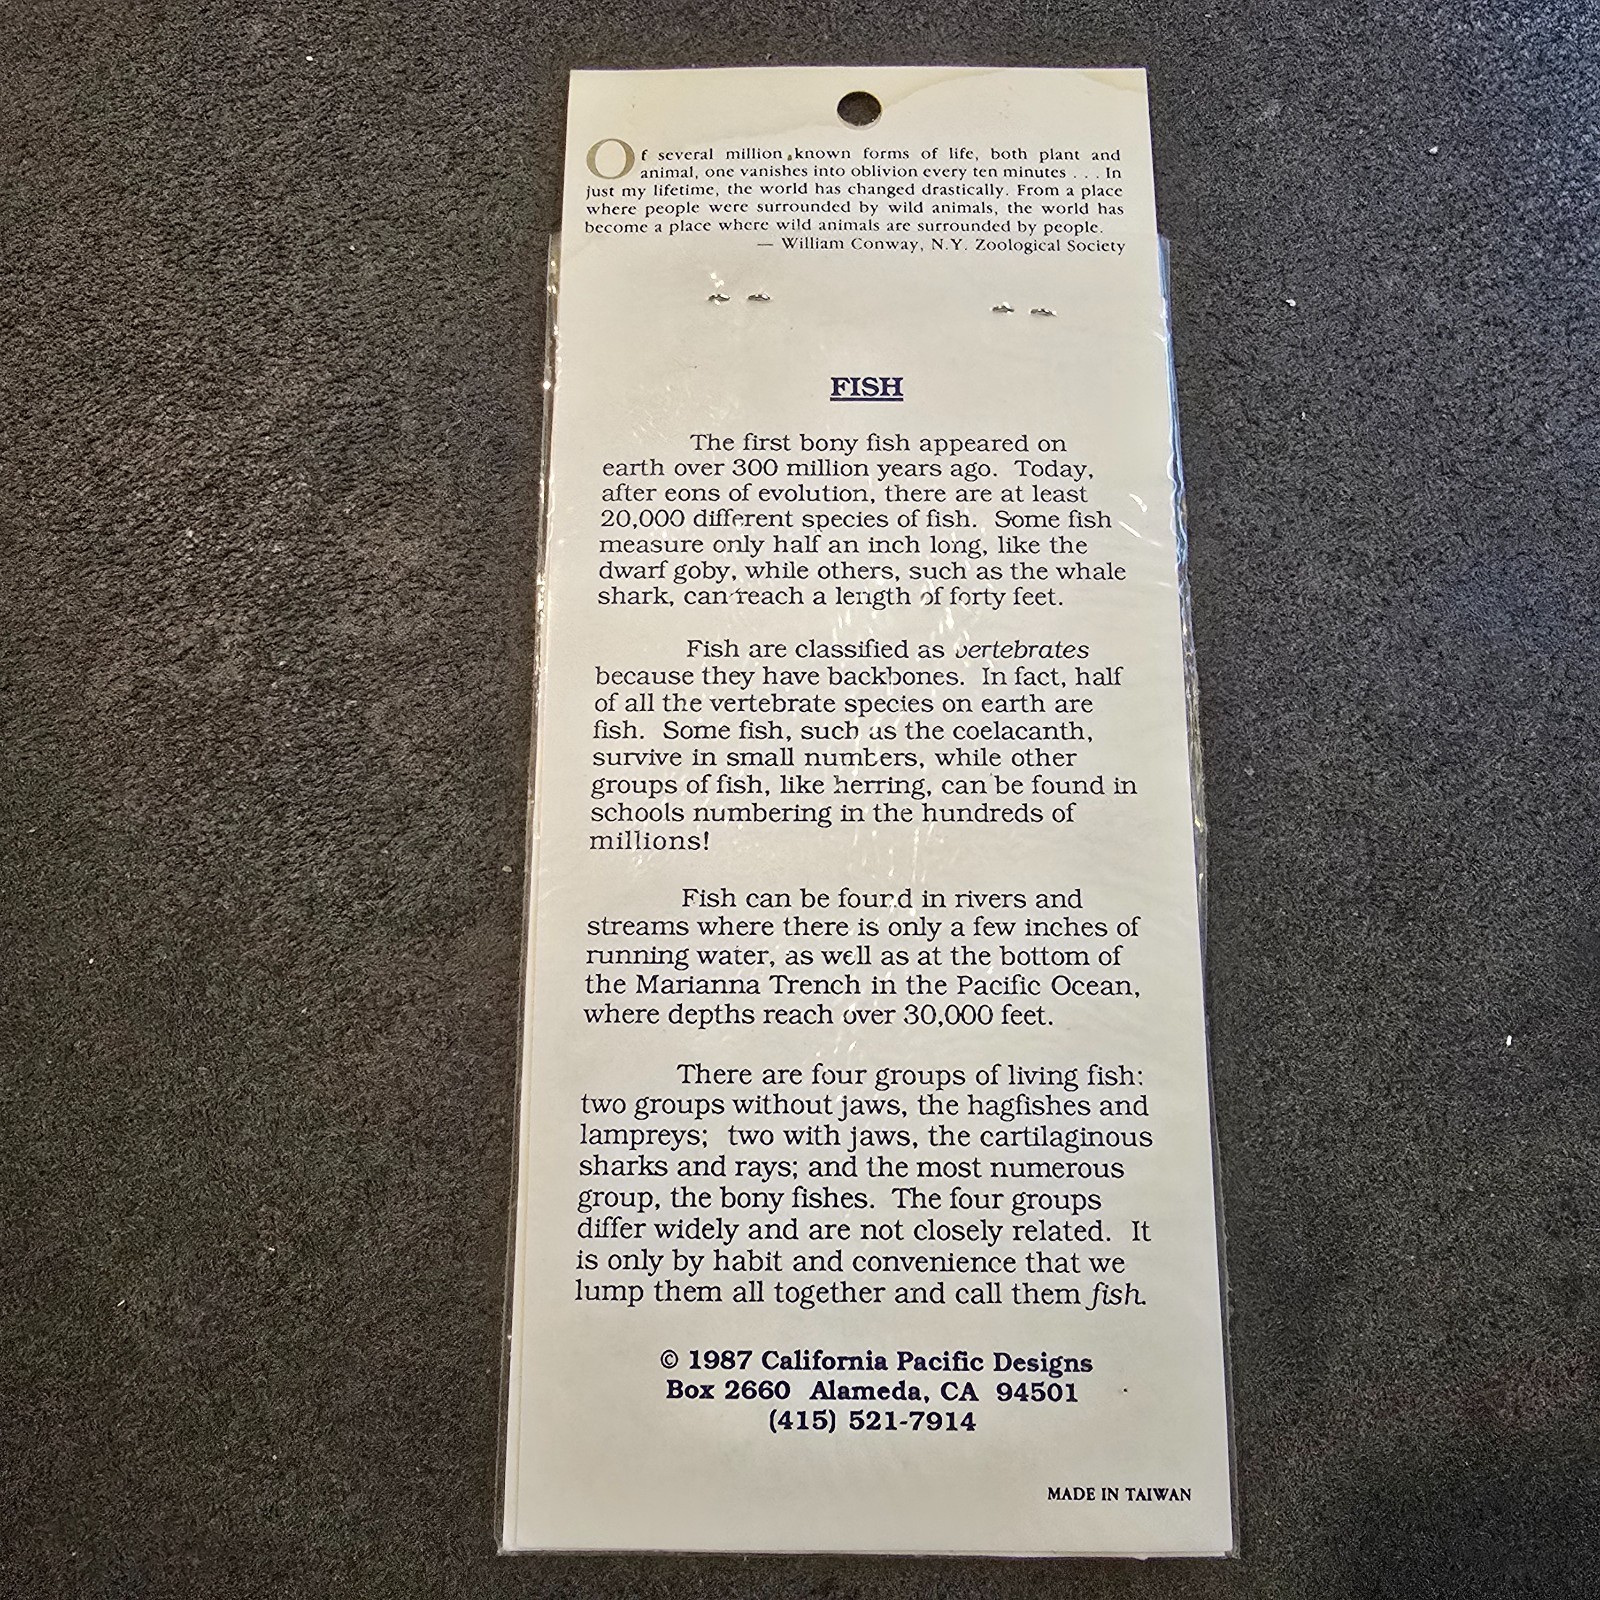 Of several million known forms of life, both plant and
animal, one vanishes into oblivion every ten minutes . . . In
just my lifetime, the world has changed drastically. From a place
where people were surrounded by wild animals, the world has
become a place where wild animals are surrounded by people.
— William Conway, N.Y. Zoological Society
FISH
The first bony fish appeared on
earth over 300 million years ago. Today,
after eons of evolution, there are at least
20,000 different species of fish. Some fish
measure only half an inch long, like the
dwarf goby, while others, such as the whale
shark, can reach a length of forty feet.
Fish are classified as vertebrates
because they have backbones. In fact, half
of all the vertebrate species on earth are
fish. Some fish, such as the coelacanth,
survive in small numbers, while other
groups of fish, like herring, can be found in
schools numbering in the hundreds of
millions!
Fish can be found in rivers and
streams where there is only a few inches of
running water, as well as at the bottom of
the Marianna Trench in the Pacific Ocean,
where depths reach over 30,000 feet.
There are four groups of living fish:
two groups without jaws, the hagfishes and
lampreys; two with jaws, the cartilaginous
sharks and rays; and the most numerous
group, the bony fishes. The four groups
differ widely and are not closely related. It
is only by habit and convenience that we
lump them all together and call them fish.
© 1987 California Pacific Designs
Box 2660 Alameda, CA 94501
(415) 521-7914
MADE IN TAIWAN